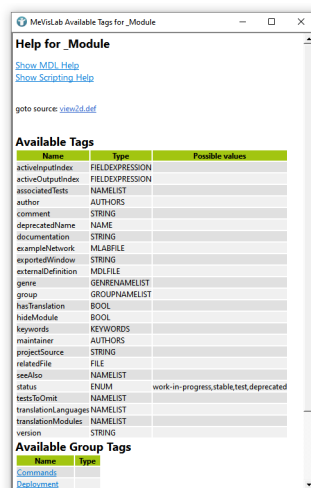 MeVisLab Available Tags for _Module
Help for _Module
Show MDL Help
Show Scripting Help
goto source: view2d.def
Available Tags
Name Type Possible values
activeInputIndex FIELDEXPRESSION
activeOutputIndex FIELDEXPRESSION
associatedTests NAMELIST
author AUTHORS
comment STRING
deprecatedName NAME
documentation STRING
exampleNetwork MLABFILE
exportedWindow STRING
externalDefinition MDLFILE
genre GENRENAMELIST
group GROUPNAMELIST
hasTranslation BOOL
hideModule BOOL
keywords KEYWORDS
maintainer AUTHORS
projectSource STRING
relatedFile FILE
seeAlso NAMELIST
status ENUM work-in-progress,stable,test,deprecated
testsToOmit NAMELIST
translationLanguages NAMELIST
translationModules NAMELIST
version STRING
Available Group Tags
Name Type
Commands
Deployment